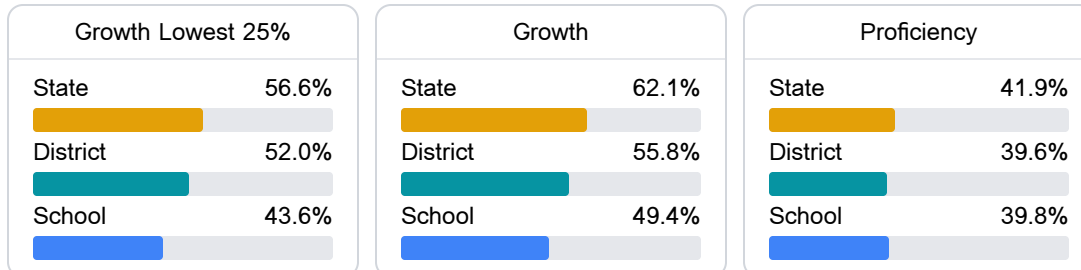 Growth Lowest 25%
State 56.6%
District 52.0%
School 43.6%
Growth
State 62.1%
District 55.8%
School 49.4%
Proficiency
State 41.9%
District 39.6%
School 39.8%